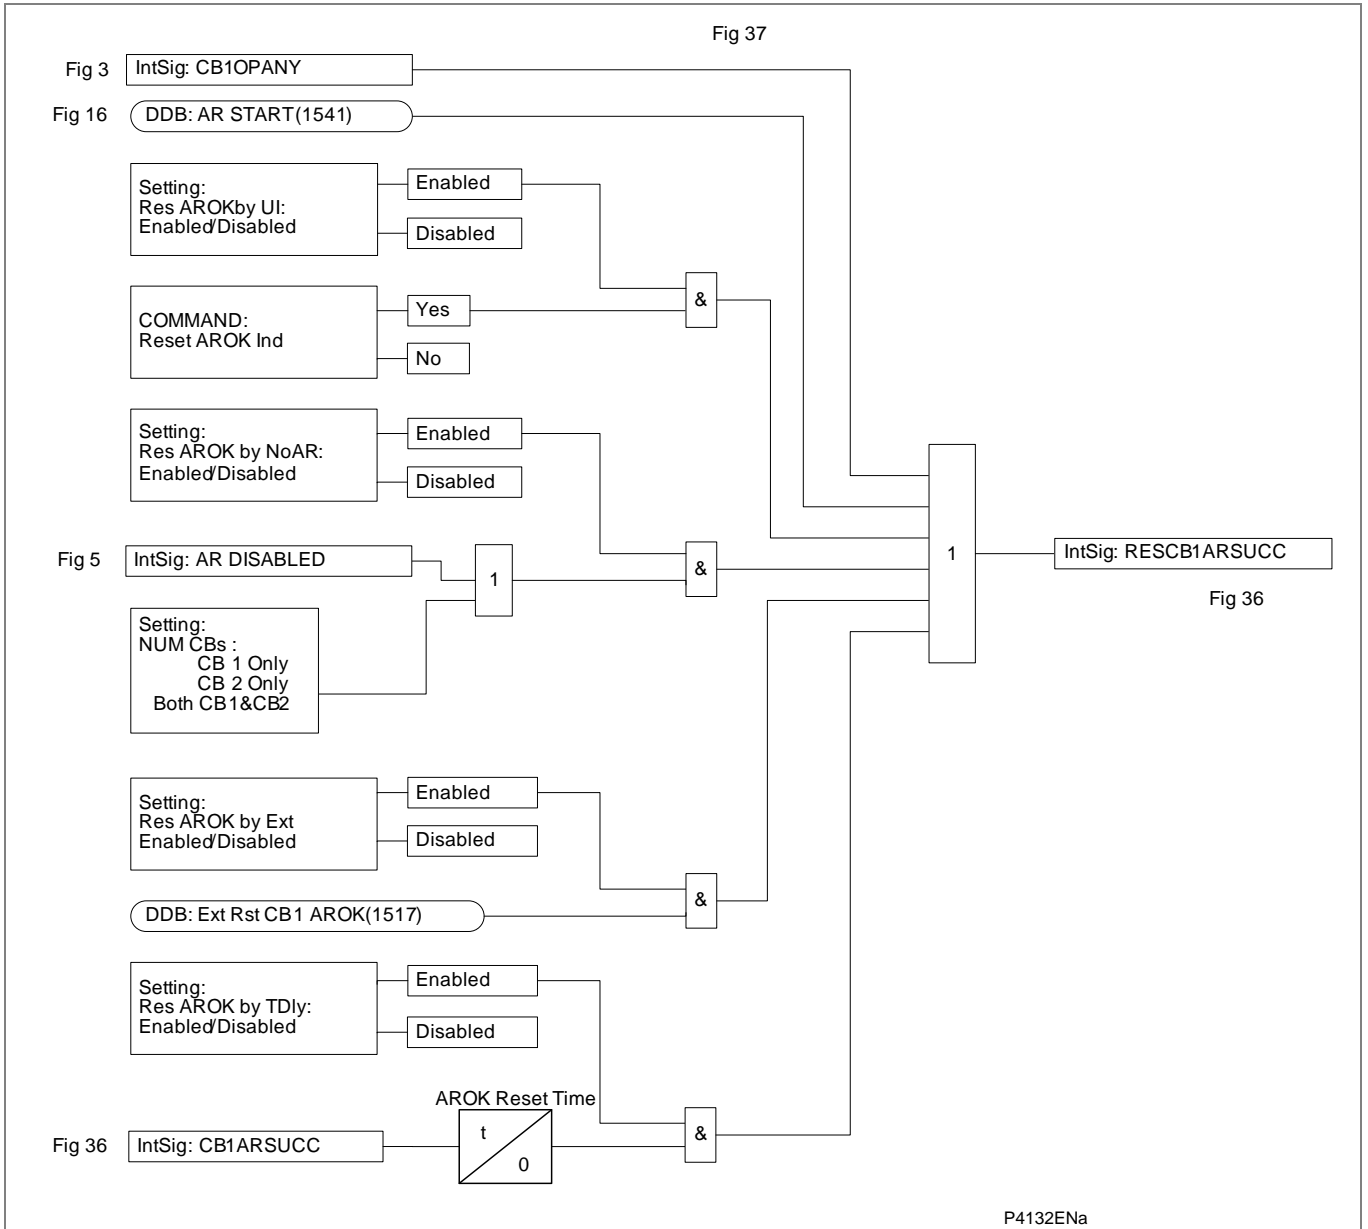 Fig 37
Fig 3
IntSig: CB1OPANY
Fig 16
DDB: AR START(1541)
Setting:
Res AROKby UI:
Enabled/Disabled
Enabled
Disabled
&
COMMAND:
Reset AROK Ind
Yes
No
Setting:
Res AROK by NoAR:
Enabled/Disabled
Enabled
Disabled
Fig 5
IntSig: AR DISABLED
1
&
1
IntSig: RESCB1ARSUCC
Fig 36
Setting:
NUM CBs :
CB 1 Only
CB 2 Only
Both CB1&CB2
Setting:
Res AROK by Ext
Enabled/Disabled
Enabled
Disabled
&
DDB: Ext Rst CB1 AROK(1517)
Setting:
Res AROK by TDly:
Enabled/Disabled
Enabled
Disabled
AROK Reset Time
Fig 36
IntSig: CB1ARSUCC
t
0
&
P4132ENa